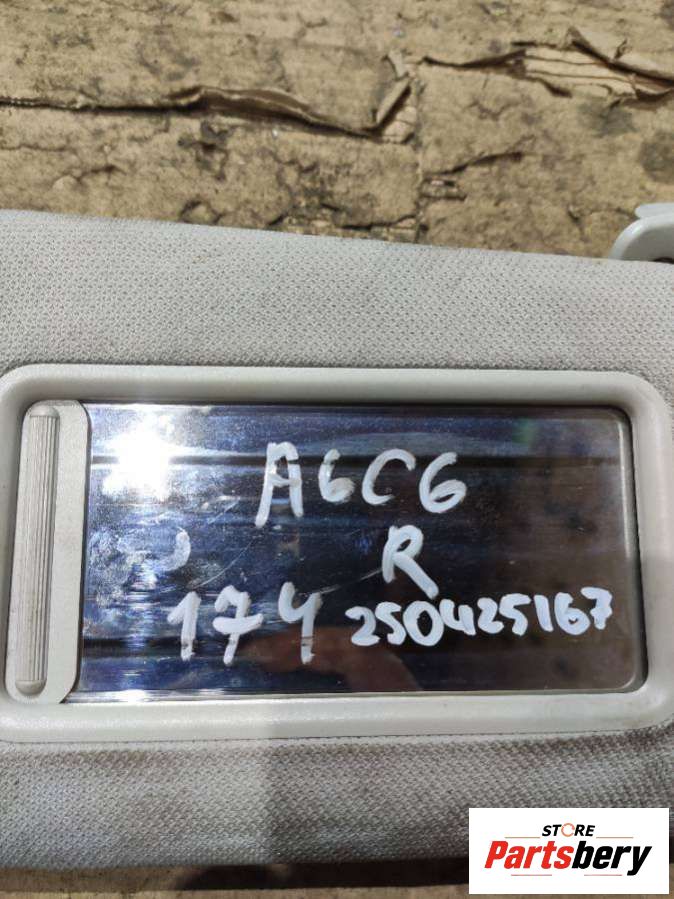 A6C6
R
174 250425167
STORE
Partsbery